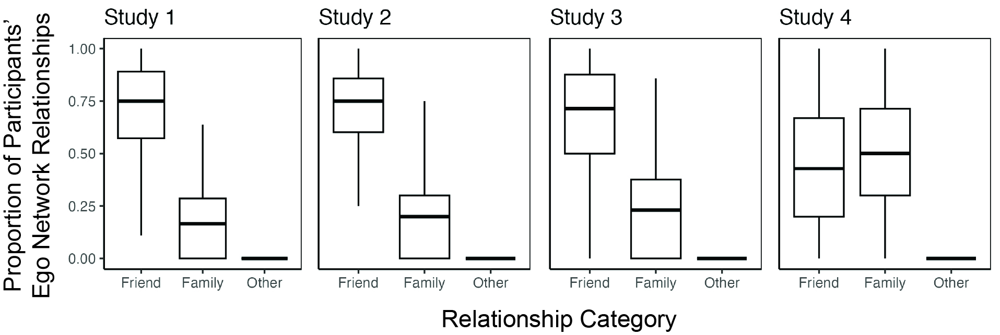 Proportion of Participants’
Ego Network Relationships
Study 1
Study 2
Study 3
Study 4
1.00
0.75
0.50
0.25
0.00
Friend Family Other
Friend Family Other
Friend Family Other
Friend Family Other
Relationship Category